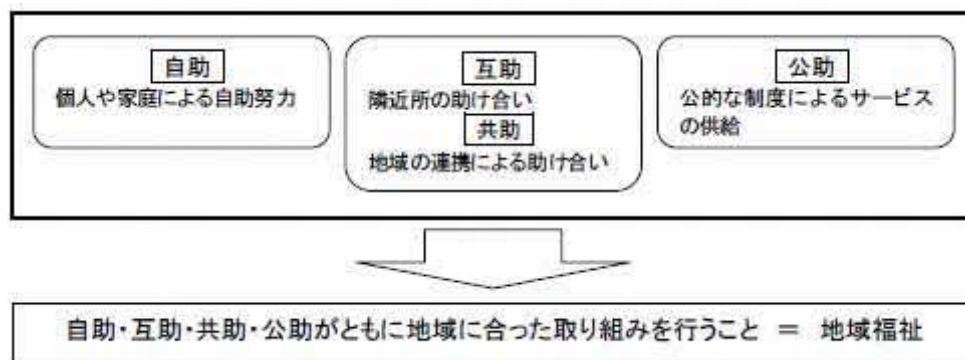 自助
個人や家庭による自助努力
互助
隣近所の助け合い
共助
地域の連携による助け合い
公助
公的な制度によるサービス
の供給
自助・互助・共助・公助がともに地域に合った取り組みを行うこと ＝ 地域福祉